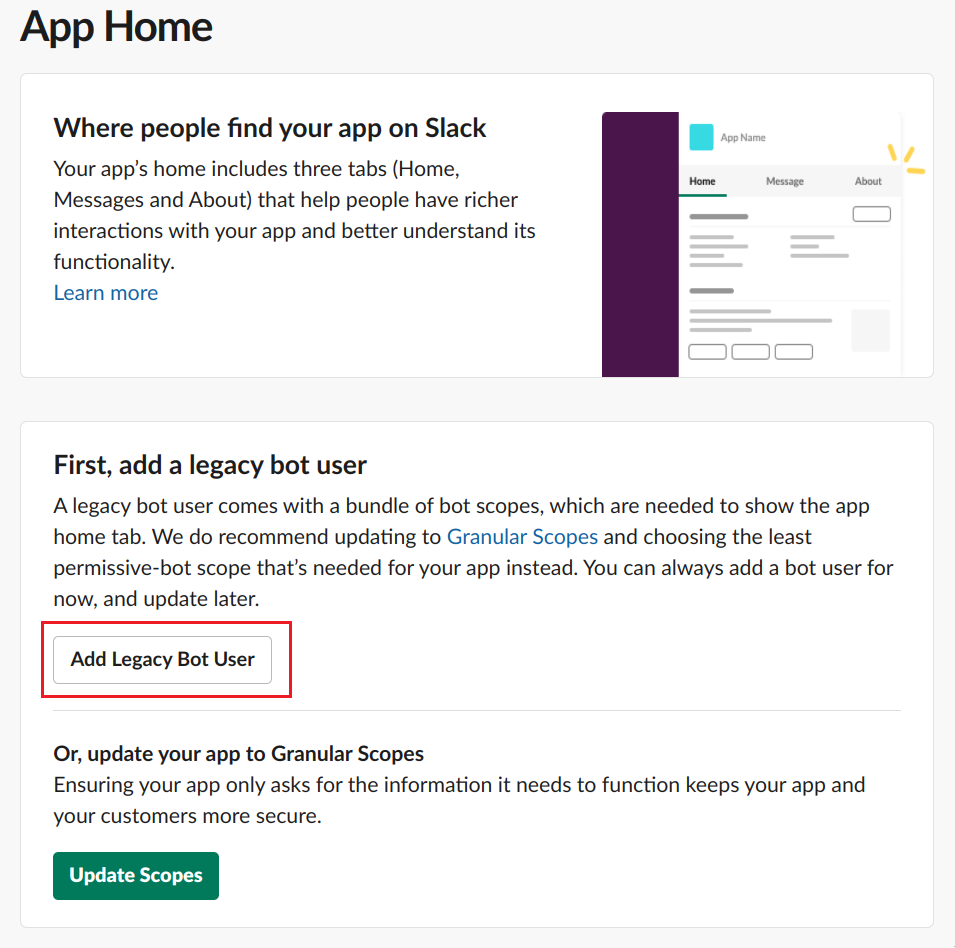 App Home
Where people find your app on Slack
Your app’s home includes three tabs (Home,
Messages and About) that help people have richer
interactions with your app and better understand its
functionality.
Learn more
App Name
Home Message About
First, add a legacy bot user
A legacy bot user comes with a bundle of bot scopes, which are needed to show the app
home tab. We do recommend updating to Granular Scopes and choosing the least
permissive-bot scope that’s needed for your app instead. You can always add a bot user for
now, and update later.
Add Legacy Bot User
Or, update your app to Granular Scopes
Ensuring your app only asks for the information it needs to function keeps your app and
your customers more secure.
Update Scopes